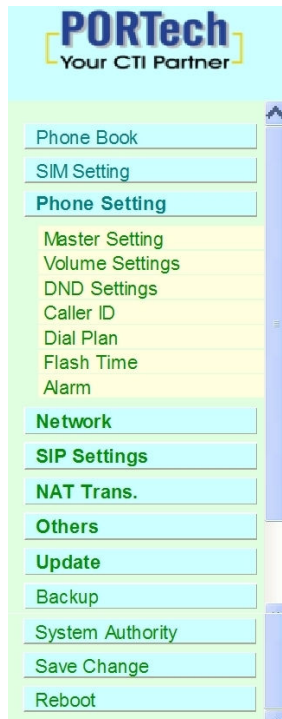 PORTech
Your CTI Partner
Phone Book
SIM Setting
Phone Setting
Master Setting
Volume Settings
DND Settings
Caller ID
Dial Plan
Flash Time
Alarm
Network
SIP Settings
NAT Trans.
Others
Update
Backup
System Authority
Save Change
Reboot